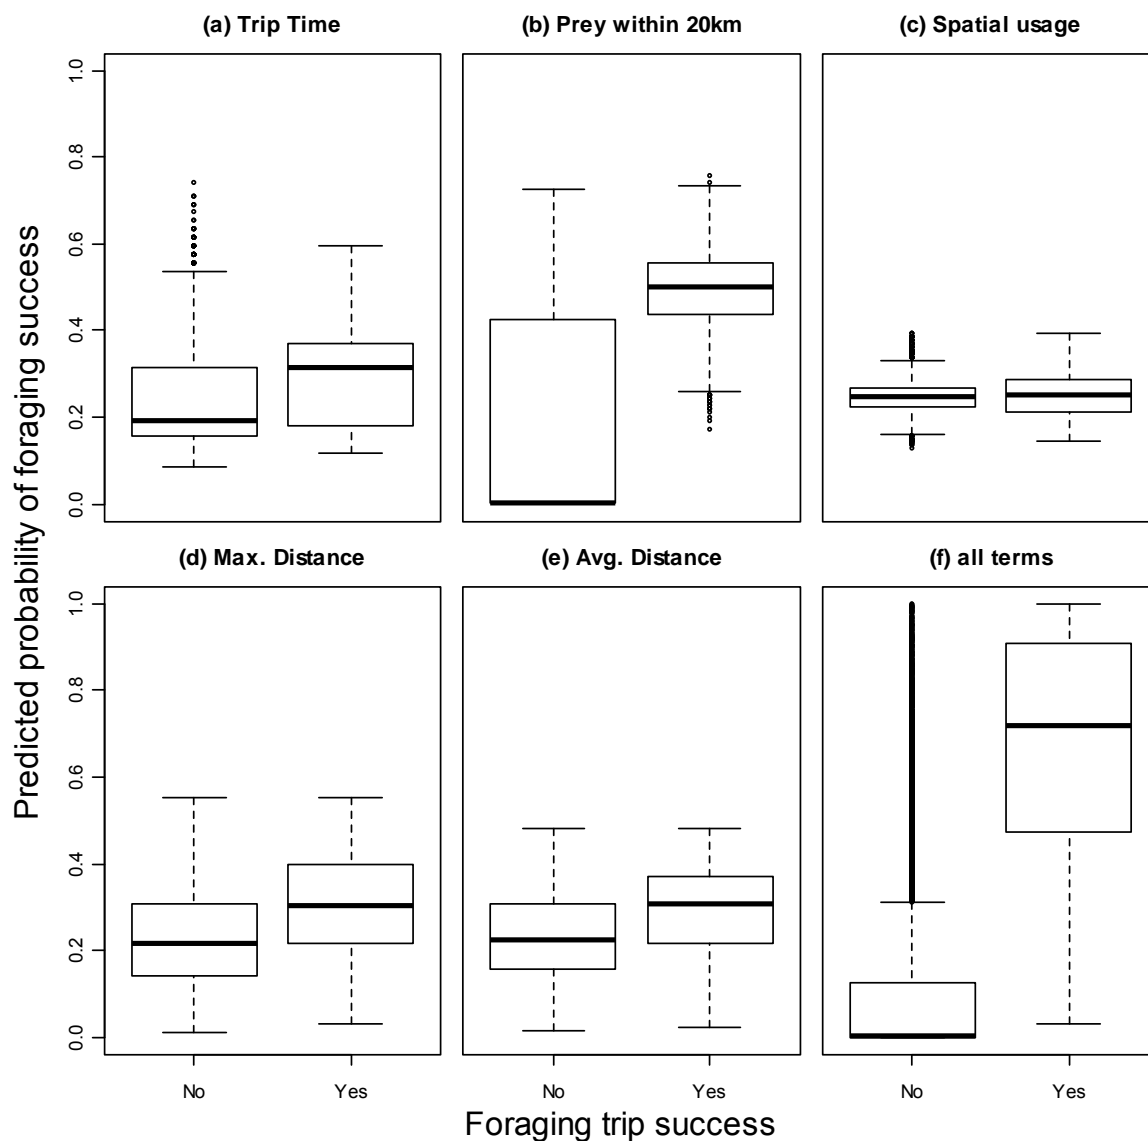 (a) Trip Time
(b) Prey within 20km
(c) Spatial usage
1.0
0.8
0.6
0.4
0.2
0.0
(d) Max. Distance
(e) Avg. Distance
(f) all terms
1.0
0.8
0.6
0.4
0.2
0.0
Predicted probability of foraging success
No
Yes
No
Yes
No
Yes
Foraging trip success